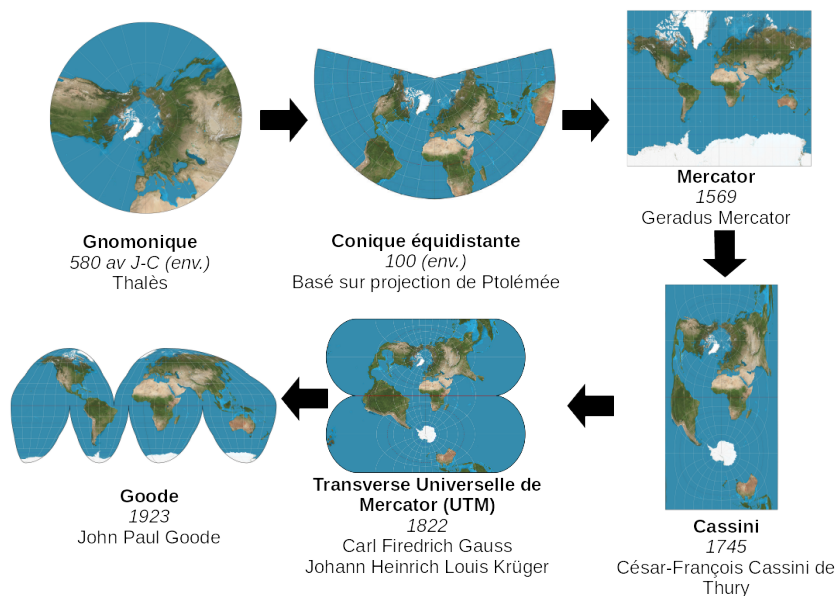 Gnomonique
580 av J-C (env.)
Thalès
Conique équidistante
100 (env.)
Basé sur projection de Ptolémée
Mercator
1569
Geradus Mercator
Cassini
1745
César-François Cassini de
Thury
Transverse Universelle de
Mercator (UTM)
1822
Carl Firedrich Gauss
Johann Heinrich Louis Krüger
Goode
1923
John Paul Goode